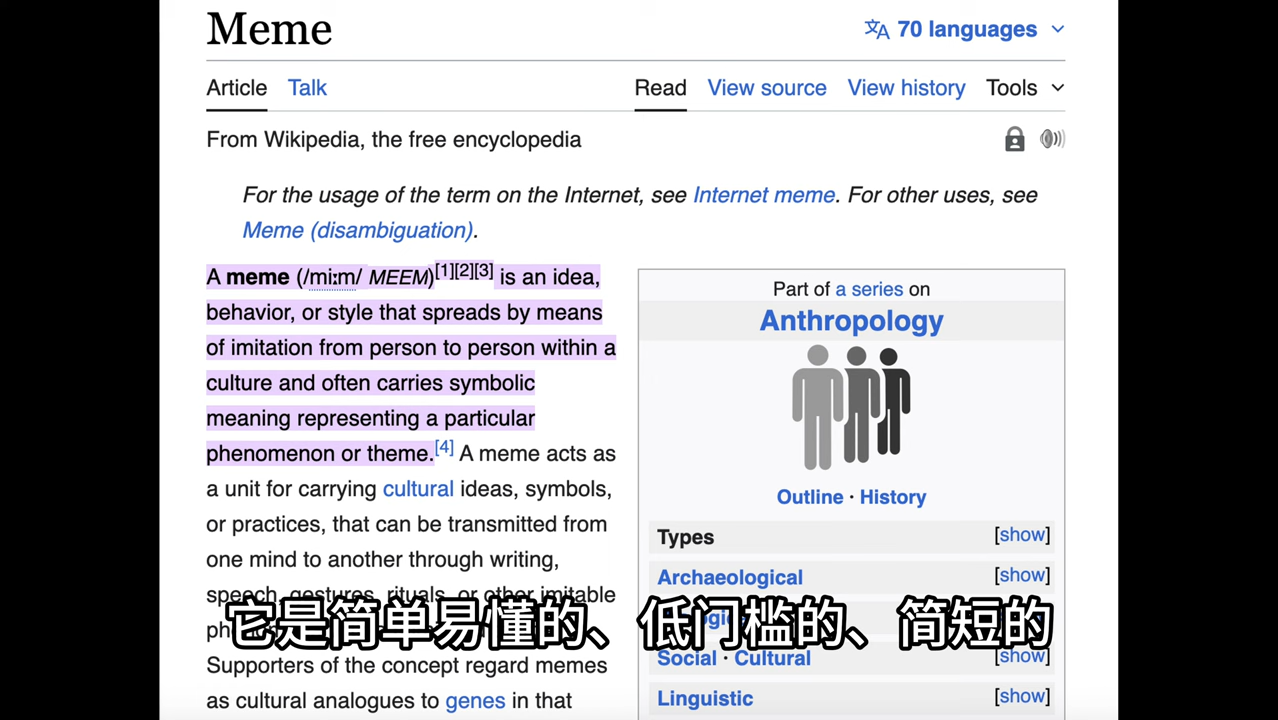 Meme
70 languages
Article Talk
Read View source View history Tools
From Wikipedia, the free encyclopedia
For the usage of the term on the Internet, see Internet meme. For other uses, see
Meme (disambiguation).
A meme (/miːm/ MEEM)[1][2][3] is an idea,
behavior, or style that spreads by means
of imitation from person to person within a
culture and often carries symbolic
meaning representing a particular
phenomenon or theme.[4] A meme acts as
a unit for carrying cultural ideas, symbols,
or practices, that can be transmitted from
one mind to another through writing,
speech, gestures, rituals, or other imitable
Supporters of the concept regard memes
as cultural analogues to genes in that
Part of a series on
Anthropology
Outline · History
Types [show]
Archaeological [show]
Social · Cultural [show]
Linguistic [show]
它是简单易懂的、低门槛的、简短的